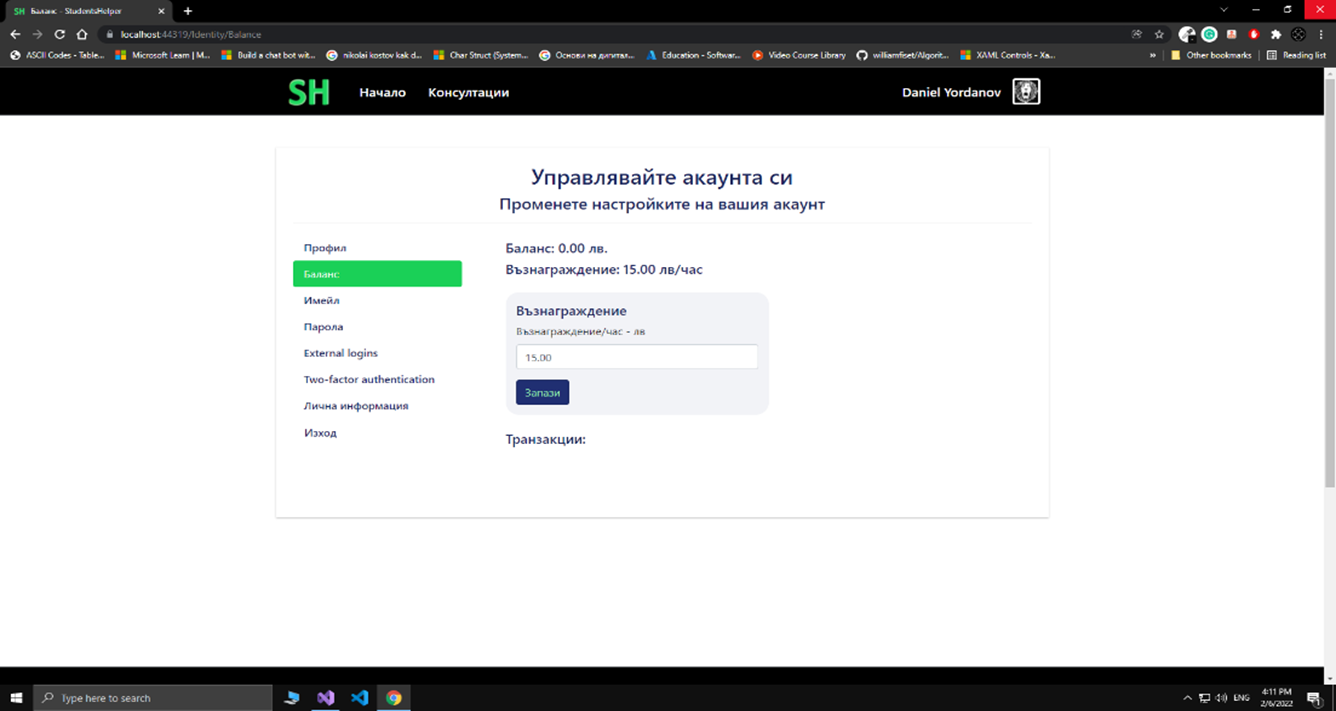 SH Баланс - StudentsHelper
localhost:44319/Identity/Balance
ASCII Codes - Table... Microsoft Learn | M... Build a chat bot wit... nikolai kostov kak d... Char Struct (System... Основи на дигитал... Education - Softwar... Video Course Library williamfiset/Algorit... XAML Controls - Xa... » Other bookmarks Reading list
SH Начало Консултации Daniel Yordanov
Управлявайте акаунта си
Променете настройките на вашия акаунт
Профил
Баланс
Имейл
Парола
External logins
Two-factor authentication
Лична информация
Изход
Баланс: 0.00 лв.
Възнаграждение: 15.00 лв/час
Възнаграждение
Възнаграждение/час - лв
15.00
Запази
Транзакции:
Type here to search
ENG
4:11 PM
2/6/2022
1